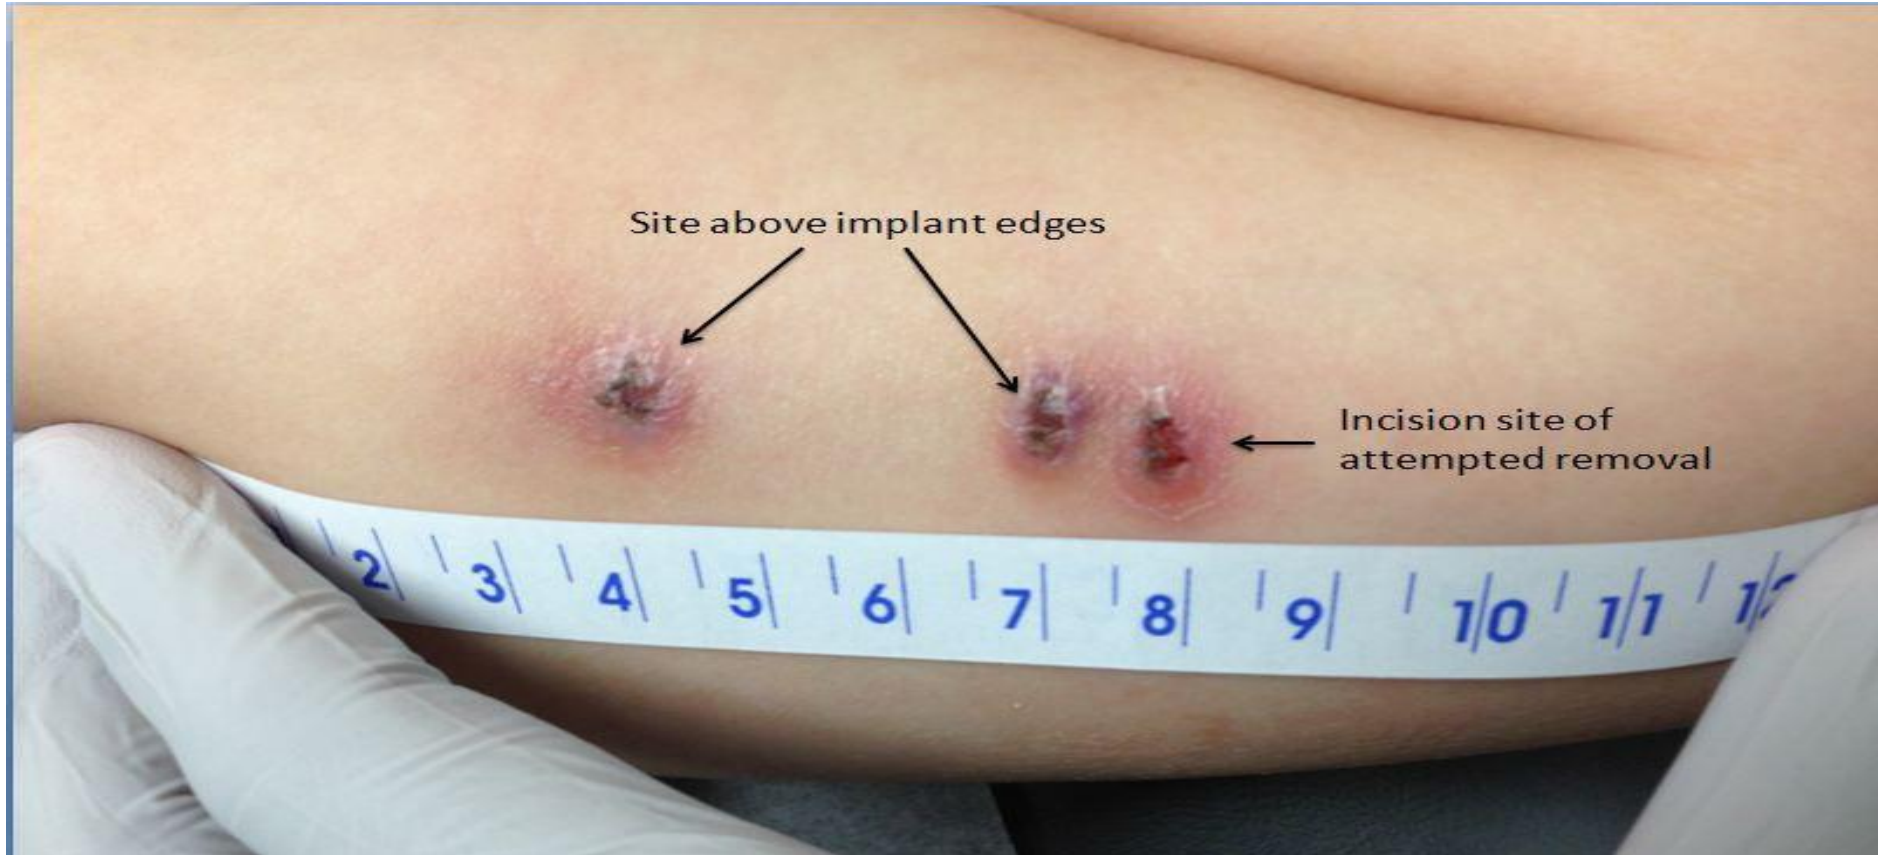 Site above implant edges
Incision site of
attempted removal
2 3 4 5 6 7 8 9 10 11 12